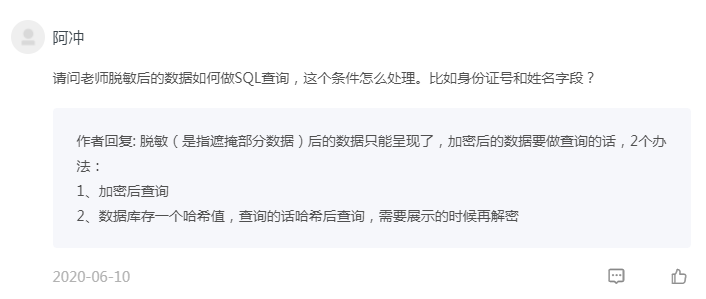 阿冲
请问老师脱敏后的数据如何做SQL查询，这个条件怎么处理。比如身份证号和姓名字段？
作者回复: 脱敏（是指遮掩部分数据）后的数据只能呈现了，加密后的数据要做查询的话，2个办
法：
1、加密后查询
2、数据库存一个哈希值，查询的话哈希后查询，需要展示的时候再解密
2020-06-10